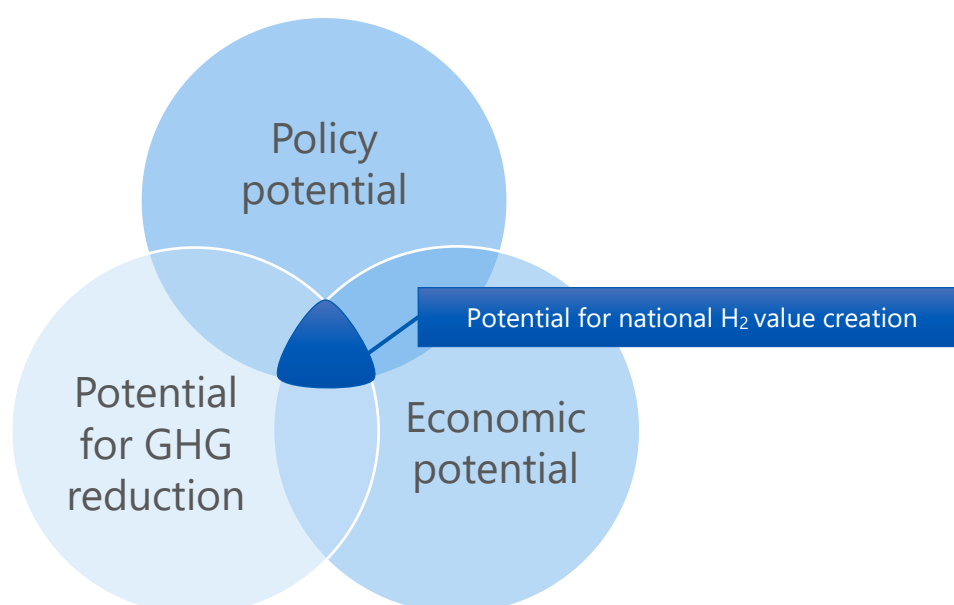 Policy
potential
Potential for national H₂ value creation
Potential
for GHG
reduction
Economic
potential